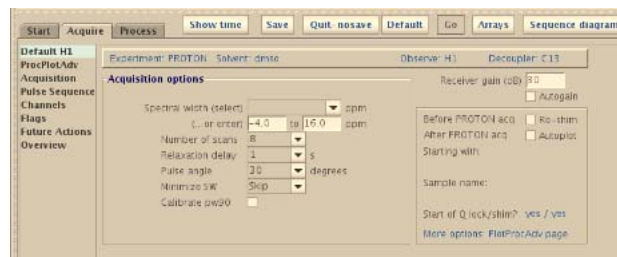 Start Acquire Process Show time Save Quit-nosave Default Go Arrays Sequence diagram
Default H1
ProcPlotAdv
Acquisition
Pulse Sequence
Channels
Flags
Future Actions
Overview
Experiment: PROTON Solvent: dmso Observe: H1 Decoupler: C13
Acquisition options
Spectral width (select) ppm
(... or enter) -4.0 to 16.0 ppm
Number of scans 8
Relaxation delay 1 s
Pulse angle 30 degrees
Minimize SW Skip
Calibrate pw90
Receiver gain (dB) 30
Autogain
Before PROTON acq Re-shim
After PROTON acq Autoplot
Starting with:
Sample name:
Start of Q lock/shim? yes / yes
More options: PlotProcAdv page